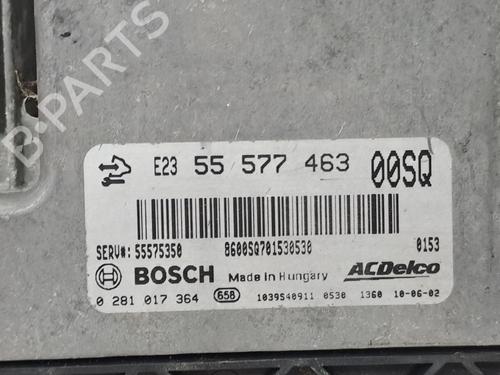 B-PARTS
E23 55 577 463 00SQ
SERV#: 55575350 8600SQ701530530 0153
BOSCH Made in Hungary ACDelco
0 281 017 364 658 1039S40911 0530 1360 10-06-02